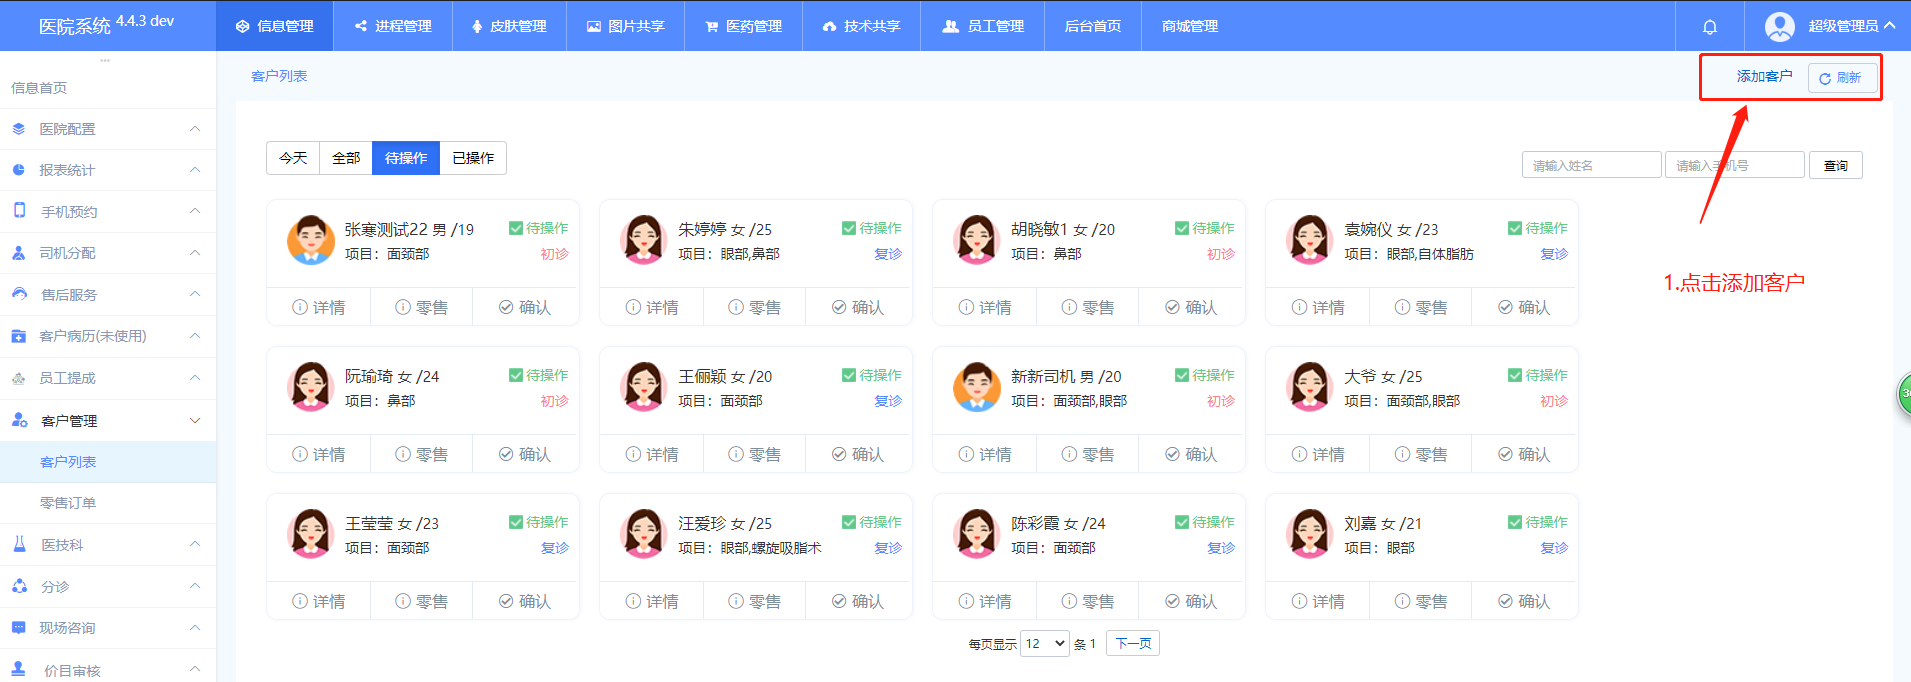 医院系统 4.4.3 dev
信息管理 进程管理 皮肤管理 图片共享 医药管理 技术共享 员工管理 后台首页 商城管理 超级管理员
信息首页
医院配置
报表统计
手机预约
司机分配
售后服务
客户病历(未使用)
员工提成
客户管理
客户列表
零售订单
医技科
分诊
现场咨询
价目审核
客户列表 添加客户 刷新
今天 全部 待操作 已操作
请输入姓名 请输入手机号 查询
1.点击添加客户
张寒测试22 男 /19 待操作
项目：面颈部 初诊
详情 零售 确认
朱婷婷 女 /25 待操作
项目：眼部,鼻部 复诊
详情 零售 确认
胡晓敏1 女 /20 待操作
项目：鼻部 初诊
详情 零售 确认
袁婉仪 女 /23 待操作
项目：眼部,自体脂肪 复诊
详情 零售 确认
阮瑜琦 女 /24 待操作
项目：鼻部 初诊
详情 零售 确认
王俪颖 女 /20 待操作
项目：面颈部 复诊
详情 零售 确认
新新司机 男 /20 待操作
项目：面颈部,眼部 初诊
详情 零售 确认
大爷 女 /25 待操作
项目：面颈部,眼部 初诊
详情 零售 确认
王莹莹 女 /23 待操作
项目：面颈部 复诊
详情 零售 确认
汪爱珍 女 /25 待操作
项目：眼部,螺旋吸脂术 复诊
详情 零售 确认
陈彩霞 女 /24 待操作
项目：面颈部 复诊
详情 零售 确认
刘嘉 女 /21 待操作
项目：眼部 复诊
详情 零售 确认
每页显示 12 条 1 下一页